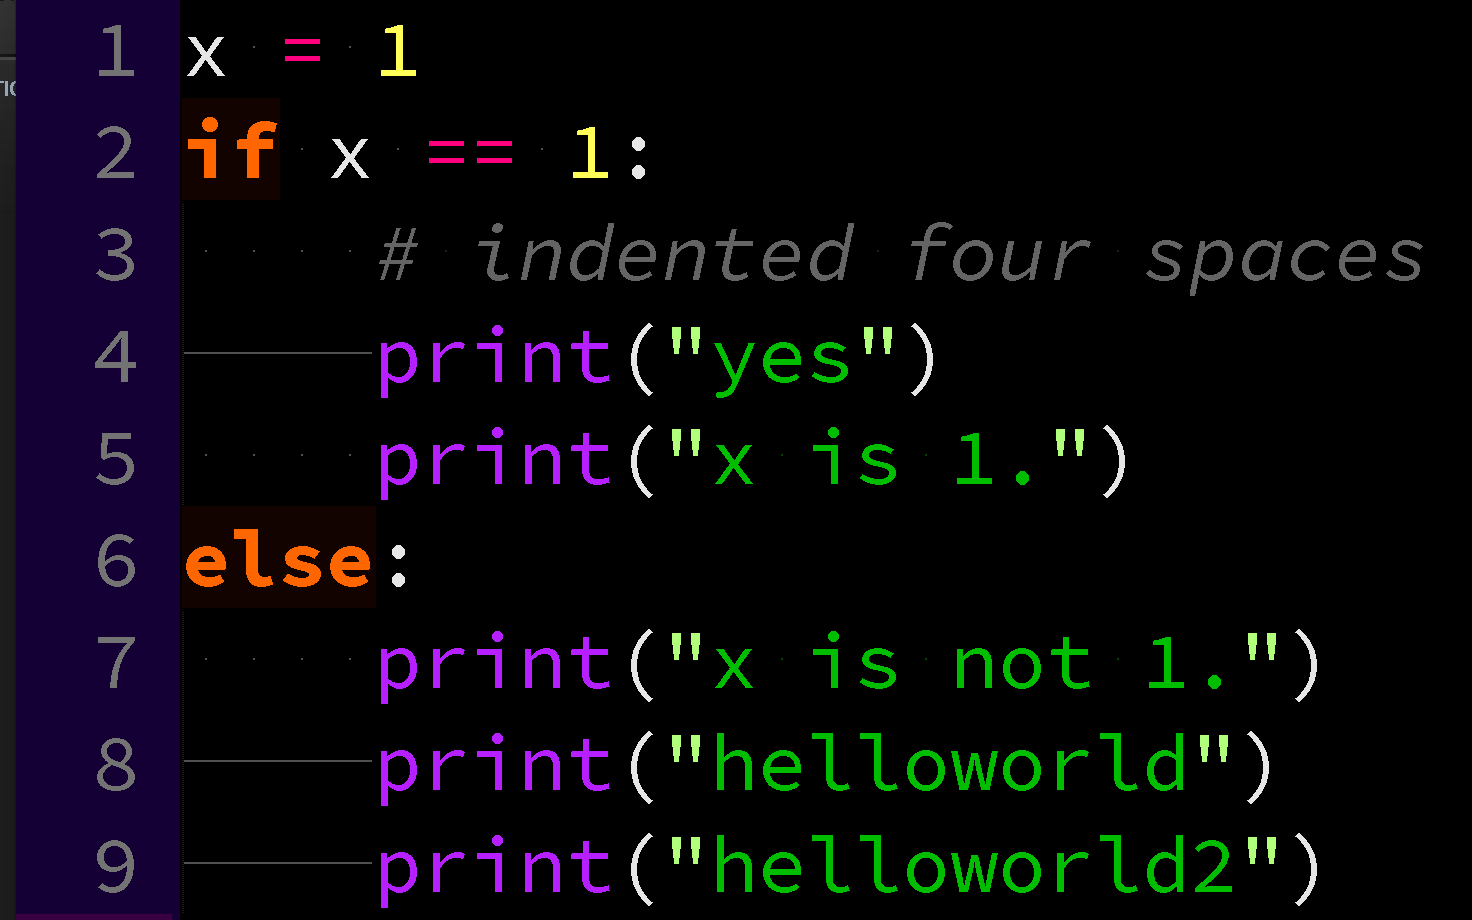 TIO
1 x = 1
2 if x == 1:
3     # indented four spaces
4 	print("yes")
5     print("x is 1.")
6 else:
7     print("x is not 1.")
8 	print("helloworld")
9 	print("helloworld2")